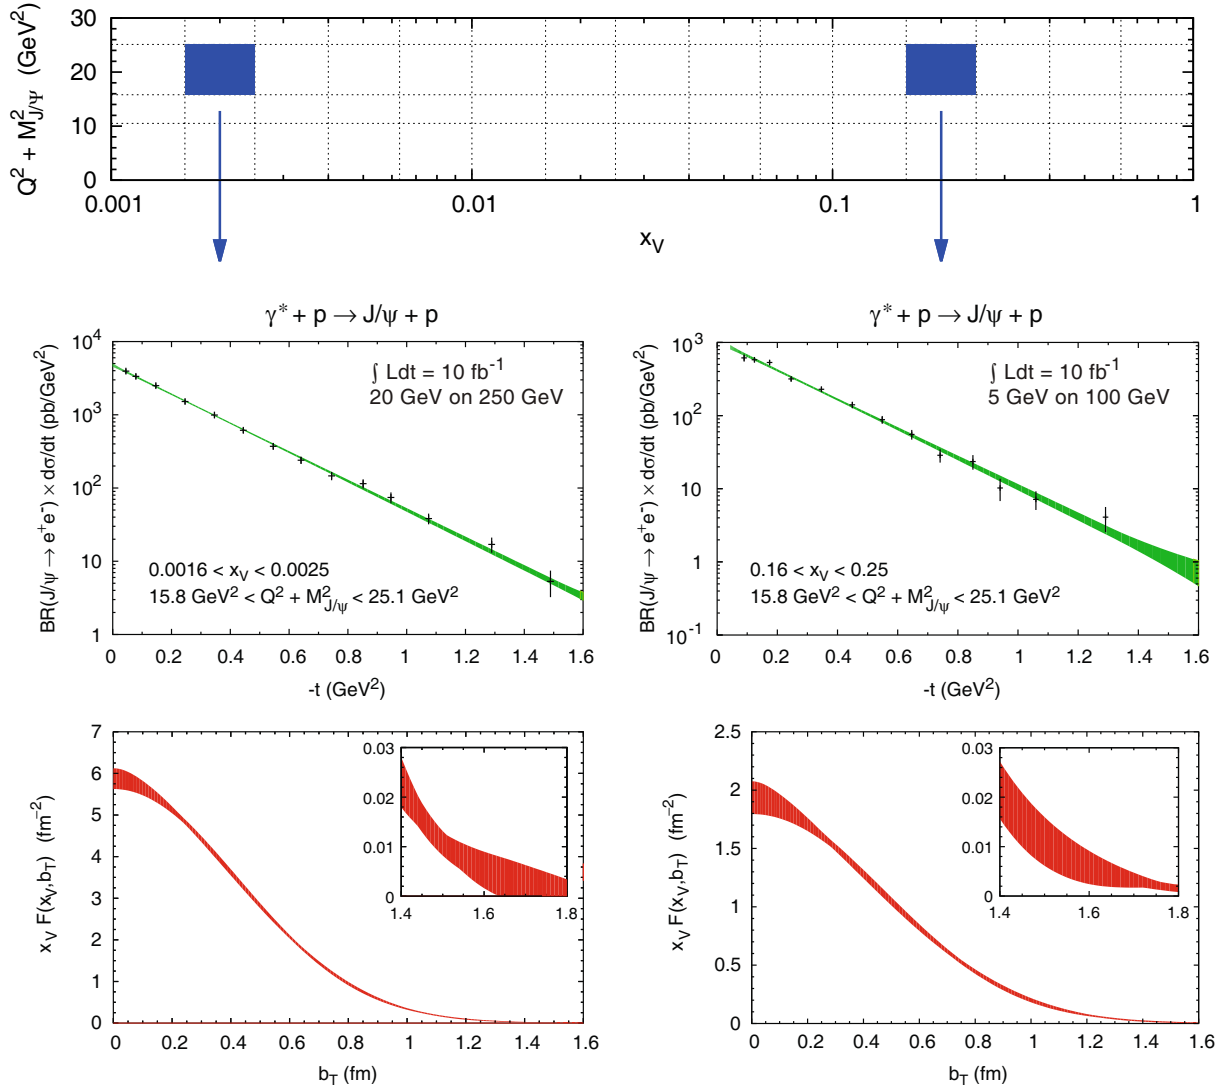 30
20
10
0
Q² + M²J/Ψ (GeV²)
0.001 0.01 0.1 1
xV
γ* + p → J/ψ + p
10⁴
10³
10²
10
1
BR(J/ψ → e⁺e⁻) × dσ/dt (pb/GeV²)
∫ Ldt = 10 fb⁻¹
20 GeV on 250 GeV
0.0016 < xV < 0.0025
15.8 GeV² < Q² + M²J/ψ < 25.1 GeV²
0 0.2 0.4 0.6 0.8 1 1.2 1.4 1.6
-t (GeV²)
γ* + p → J/ψ + p
10³
10²
10
1
10⁻¹
BR(J/ψ → e⁺e⁻) × dσ/dt (pb/GeV²)
∫ Ldt = 10 fb⁻¹
5 GeV on 100 GeV
0.16 < xV < 0.25
15.8 GeV² < Q² + M²J/ψ < 25.1 GeV²
0 0.2 0.4 0.6 0.8 1 1.2 1.4 1.6
-t (GeV²)
7
6
5
4
3
2
1
0
xV F(xV,bT) (fm⁻²)
0.03
0.02
0.01
0
1.4 1.6 1.8
0 0.2 0.4 0.6 0.8 1 1.2 1.4 1.6
bT (fm)
2.5
2
1.5
1
0.5
0
xV F(xV,bT) (fm⁻²)
0.03
0.02
0.01
0
1.4 1.6 1.8
0 0.2 0.4 0.6 0.8 1 1.2 1.4 1.6
bT (fm)